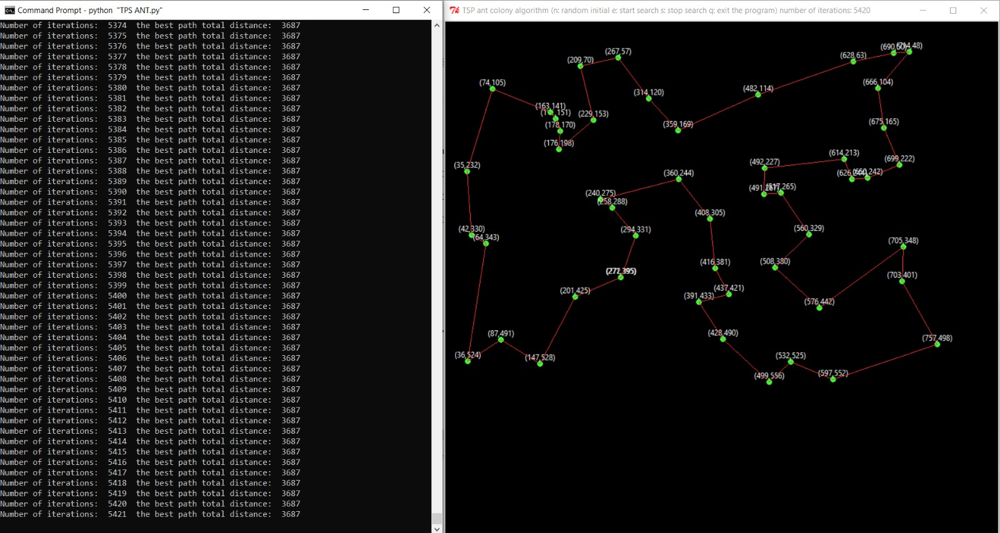 Command Prompt - python "TPS ANT.py"
Number of iterations: 5374 the best path total distance: 3687
Number of iterations: 5375 the best path total distance: 3687
Number of iterations: 5376 the best path total distance: 3687
Number of iterations: 5377 the best path total distance: 3687
Number of iterations: 5378 the best path total distance: 3687
Number of iterations: 5379 the best path total distance: 3687
Number of iterations: 5380 the best path total distance: 3687
Number of iterations: 5381 the best path total distance: 3687
Number of iterations: 5382 the best path total distance: 3687
Number of iterations: 5383 the best path total distance: 3687
Number of iterations: 5384 the best path total distance: 3687
Number of iterations: 5385 the best path total distance: 3687
Number of iterations: 5386 the best path total distance: 3687
Number of iterations: 5387 the best path total distance: 3687
Number of iterations: 5388 the best path total distance: 3687
Number of iterations: 5389 the best path total distance: 3687
Number of iterations: 5390 the best path total distance: 3687
Number of iterations: 5391 the best path total distance: 3687
Number of iterations: 5392 the best path total distance: 3687
Number of iterations: 5393 the best path total distance: 3687
Number of iterations: 5394 the best path total distance: 3687
Number of iterations: 5395 the best path total distance: 3687
Number of iterations: 5396 the best path total distance: 3687
Number of iterations: 5397 the best path total distance: 3687
Number of iterations: 5398 the best path total distance: 3687
Number of iterations: 5399 the best path total distance: 3687
Number of iterations: 5400 the best path total distance: 3687
Number of iterations: 5401 the best path total distance: 3687
Number of iterations: 5402 the best path total distance: 3687
Number of iterations: 5403 the best path total distance: 3687
Number of iterations: 5404 the best path total distance: 3687
Number of iterations: 5405 the best path total distance: 3687
Number of iterations: 5406 the best path total distance: 3687
Number of iterations: 5407 the best path total distance: 3687
Number of iterations: 5408 the best path total distance: 3687
Number of iterations: 5409 the best path total distance: 3687
Number of iterations: 5410 the best path total distance: 3687
Number of iterations: 5411 the best path total distance: 3687
Number of iterations: 5412 the best path total distance: 3687
Number of iterations: 5413 the best path total distance: 3687
Number of iterations: 5414 the best path total distance: 3687
Number of iterations: 5415 the best path total distance: 3687
Number of iterations: 5416 the best path total distance: 3687
Number of iterations: 5417 the best path total distance: 3687
Number of iterations: 5418 the best path total distance: 3687
Number of iterations: 5419 the best path total distance: 3687
Number of iterations: 5420 the best path total distance: 3687
Number of iterations: 5421 the best path total distance: 3687
TSP ant colony algorithm (n: random initial e: start search s: stop search q: exit the program) number of iterations: 5420
(267,57)
(209,70)
(628,63)
(74,105)
(666,104)
(482,114)
(314,120)
(163,141)
(229,153)
(178,170)
(359,169)
(675,165)
(176,198)
(614,213)
(699,222)
(492,227)
(35,232)
(360,244)
(650,242)
(240,275)
(258,288)
(408,305)
(560,329)
(294,331)
(42,330)
(64,343)
(705,348)
(416,381)
(508,380)
(703,401)
(201,425)
(437,421)
(391,433)
(576,442)
(87,491)
(428,490)
(757,498)
(36,524)
(147,528)
(532,525)
(499,556)
(597,552)